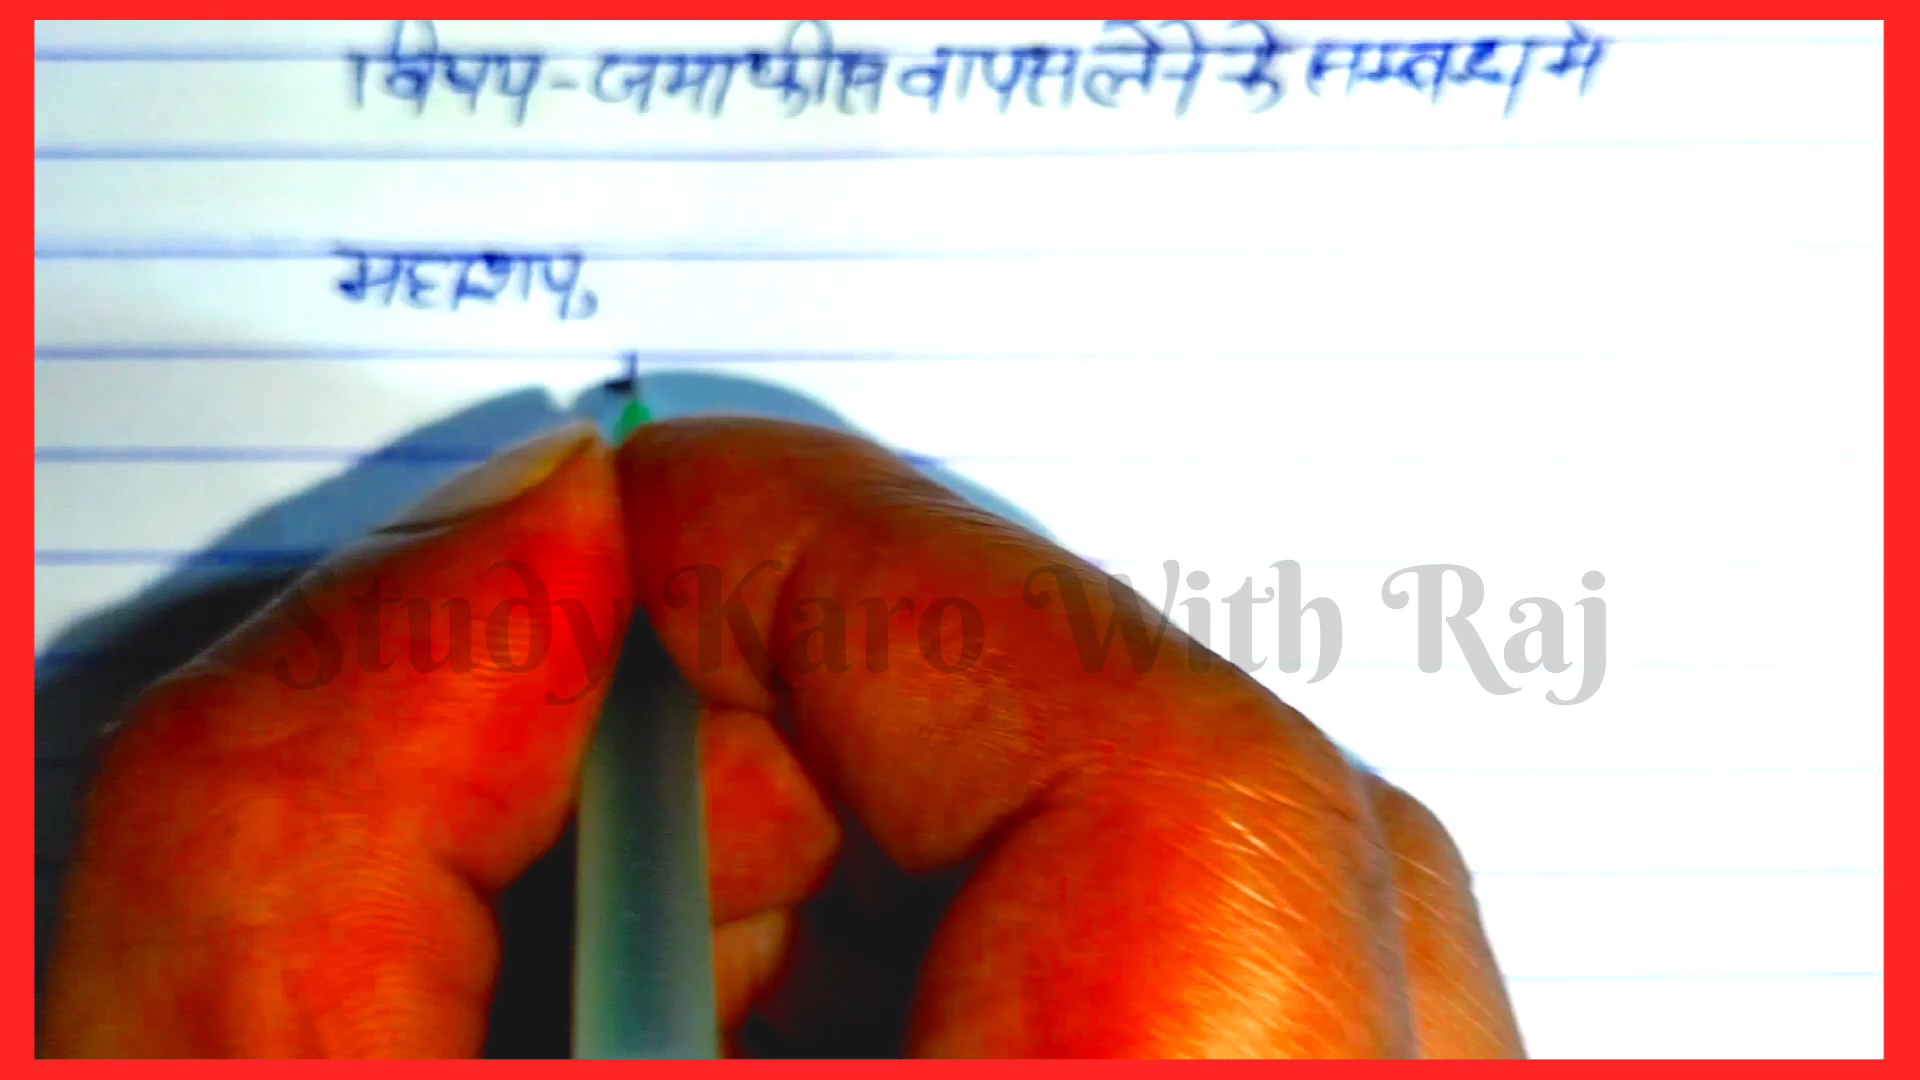 विषय - जमा फीस वापस लेने के सम्बन्ध में
महाशय,
Study Karo With Raj